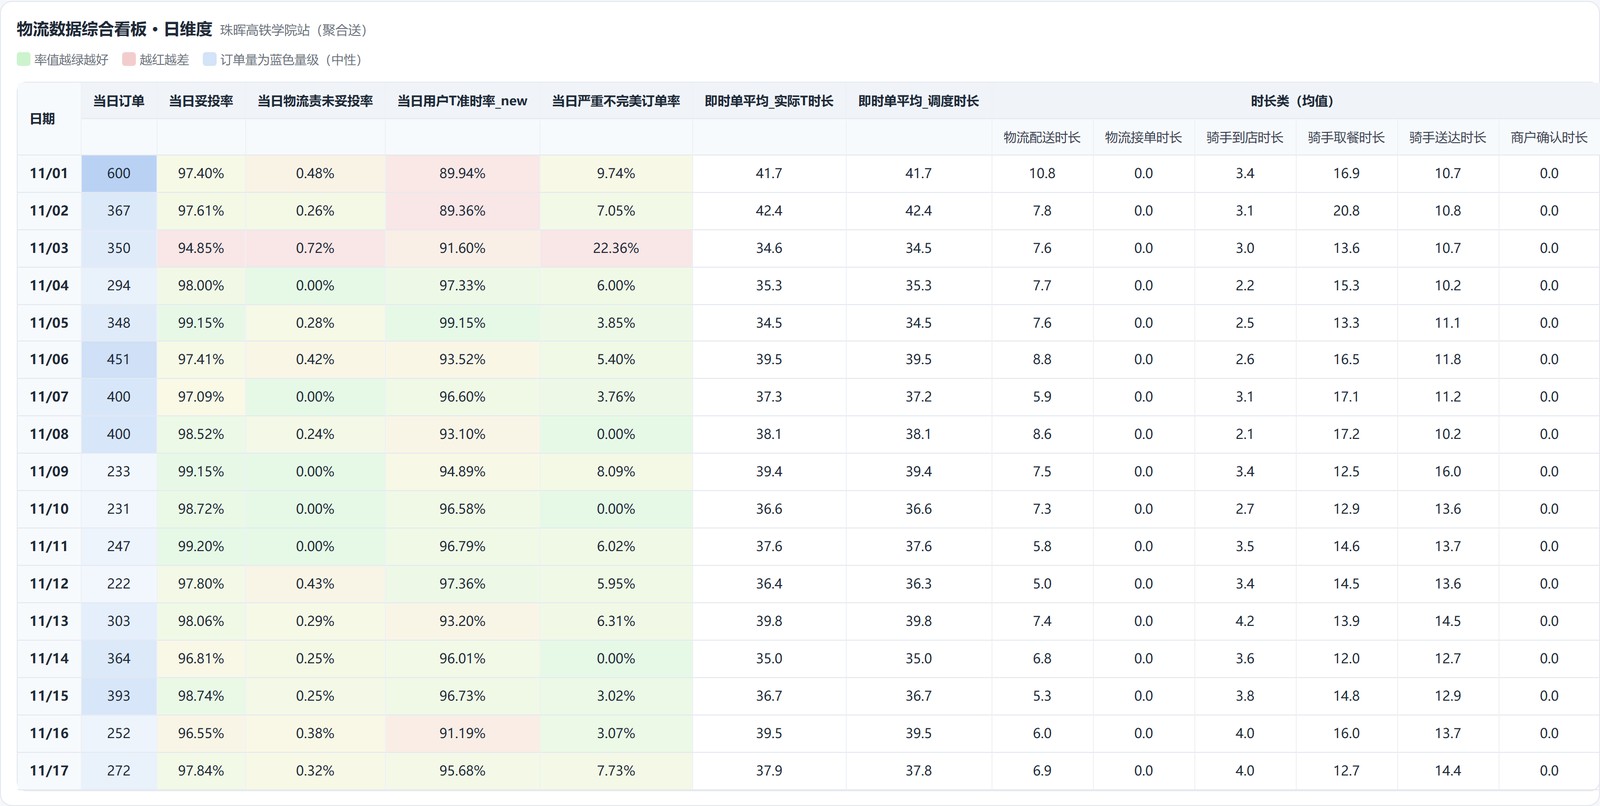 物流数据综合看板 • 日维度 珠晖高铁学院站（聚合送）
率值越绿越好 越红越差 订单量为蓝色量级（中性）
日期 当日订单 当日妥投率 当日物流责未妥投率 当日用户T准时率_new 当日严重不完美订单率 即时单平均_实际T时长 即时单平均_调度时长 时长类（均值）
物流配送时长 物流接单时长 骑手到店时长 骑手取餐时长 骑手送达时长 商户确认时长
11/01 600 97.40% 0.48% 89.94% 9.74% 41.7 41.7 10.8 0.0 3.4 16.9 10.7 0.0
11/02 367 97.61% 0.26% 89.36% 7.05% 42.4 42.4 7.8 0.0 3.1 20.8 10.8 0.0
11/03 350 94.85% 0.72% 91.60% 22.36% 34.6 34.5 7.6 0.0 3.0 13.6 10.7 0.0
11/04 294 98.00% 0.00% 97.33% 6.00% 35.3 35.3 7.7 0.0 2.2 15.3 10.2 0.0
11/05 348 99.15% 0.28% 99.15% 3.85% 34.5 34.5 7.6 0.0 2.5 13.3 11.1 0.0
11/06 451 97.41% 0.42% 93.52% 5.40% 39.5 39.5 8.8 0.0 2.6 16.5 11.8 0.0
11/07 400 97.09% 0.00% 96.60% 3.76% 37.3 37.2 5.9 0.0 3.1 17.1 11.2 0.0
11/08 400 98.52% 0.24% 93.10% 0.00% 38.1 38.1 8.6 0.0 2.1 17.2 10.2 0.0
11/09 233 99.15% 0.00% 94.89% 8.09% 39.4 39.4 7.5 0.0 3.4 12.5 16.0 0.0
11/10 231 98.72% 0.00% 96.58% 0.00% 36.6 36.6 7.3 0.0 2.7 12.9 13.6 0.0
11/11 247 99.20% 0.00% 96.79% 6.02% 37.6 37.6 5.8 0.0 3.5 14.6 13.7 0.0
11/12 222 97.80% 0.43% 97.36% 5.95% 36.4 36.3 5.0 0.0 3.4 14.5 13.6 0.0
11/13 303 98.06% 0.29% 93.20% 6.31% 39.8 39.8 7.4 0.0 4.2 13.9 14.5 0.0
11/14 364 96.81% 0.25% 96.01% 0.00% 35.0 35.0 6.8 0.0 3.6 12.0 12.7 0.0
11/15 393 98.74% 0.25% 96.73% 3.02% 36.7 36.7 5.3 0.0 3.8 14.8 12.9 0.0
11/16 252 96.55% 0.38% 91.19% 3.07% 39.5 39.5 6.0 0.0 4.0 16.0 13.7 0.0
11/17 272 97.84% 0.32% 95.68% 7.73% 37.9 37.8 6.9 0.0 4.0 12.7 14.4 0.0